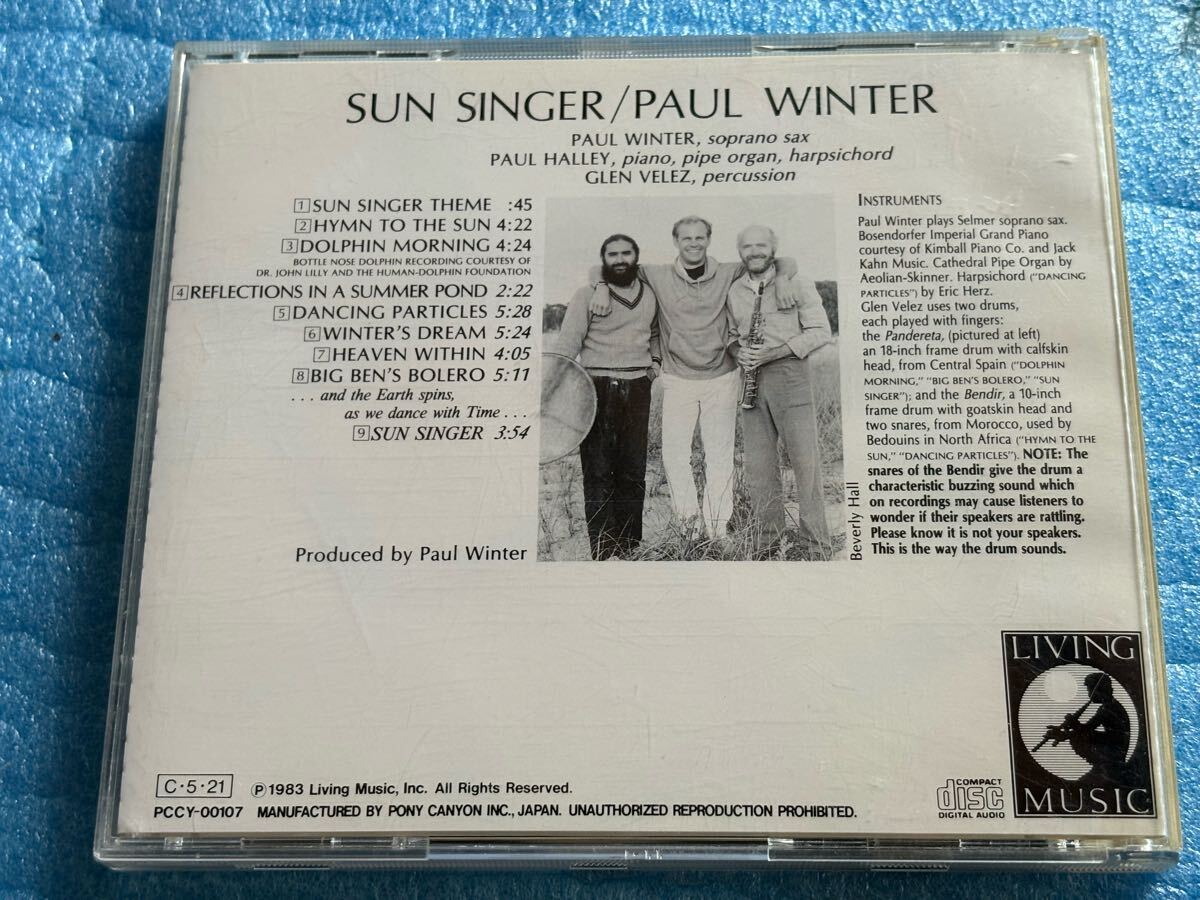 SUN SINGER/PAUL WINTER
PAUL WINTER, soprano sax
PAUL HALLEY, piano, pipe organ, harpsichord
GLEN VELEZ, percussion
1 SUN SINGER THEME :45
2 HYMN TO THE SUN 4:22
3 DOLPHIN MORNING 4:24
BOTTLE NOSE DOLPHIN RECORDING COURTESY OF
DR. JOHN LILLY AND THE HUMAN-DOLPHIN FOUNDATION
4 REFLECTIONS IN A SUMMER POND 2:22
5 DANCING PARTICLES 5:28
6 WINTER'S DREAM 5:24
7 HEAVEN WITHIN 4:05
8 BIG BEN'S BOLERO 5:11
. . . and the Earth spins,
as we dance with Time . . .
9 SUN SINGER 3:54
Produced by Paul Winter
Beverly Hall
INSTRUMENTS
Paul Winter plays Selmer soprano sax.
Bosendorfer Imperial Grand Piano
courtesy of Kimball Piano Co. and Jack
Kahn Music. Cathedral Pipe Organ by
Aeolian-Skinner. Harpsichord ("DANCING
PARTICLES") by Eric Herz.
Glen Velez uses two drums,
each played with fingers:
the Pandereta, (pictured at left)
an 18-inch frame drum with calfskin
head, from Central Spain ("DOLPHIN
MORNING," "BIG BEN'S BOLERO," "SUN
SINGER"); and the Bendir, a 10-inch
frame drum with goatskin head and
two snares, from Morocco, used by
Bedouins in North Africa ("HYMN TO THE
SUN," "DANCING PARTICLES"). NOTE: The
snares of the Bendir give the drum a
characteristic buzzing sound which
on recordings may cause listeners to
wonder if their speakers are rattling.
Please know it is not your speakers.
This is the way the drum sounds.
LIVING
MUSIC
C·5·21 Ⓟ1983 Living Music, Inc. All Rights Reserved.
PCCY-00107 MANUFACTURED BY PONY CANYON INC., JAPAN. UNAUTHORIZED REPRODUCTION PROHIBITED.
COMPACT
disc
DIGITAL AUDIO